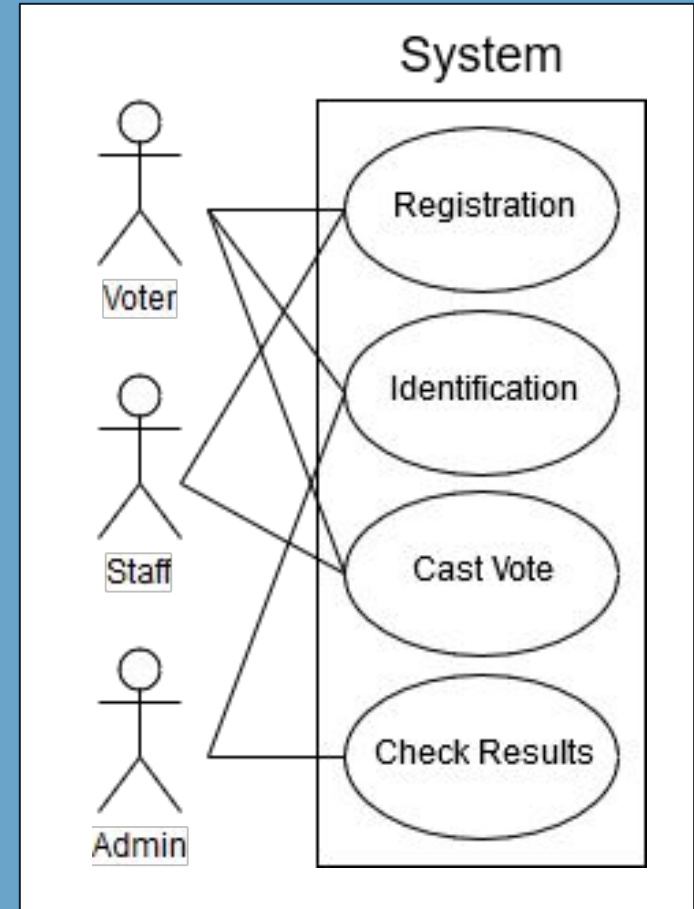 System
Registration
Voter
Identification
Staff
Cast Vote
Check Results
Admin